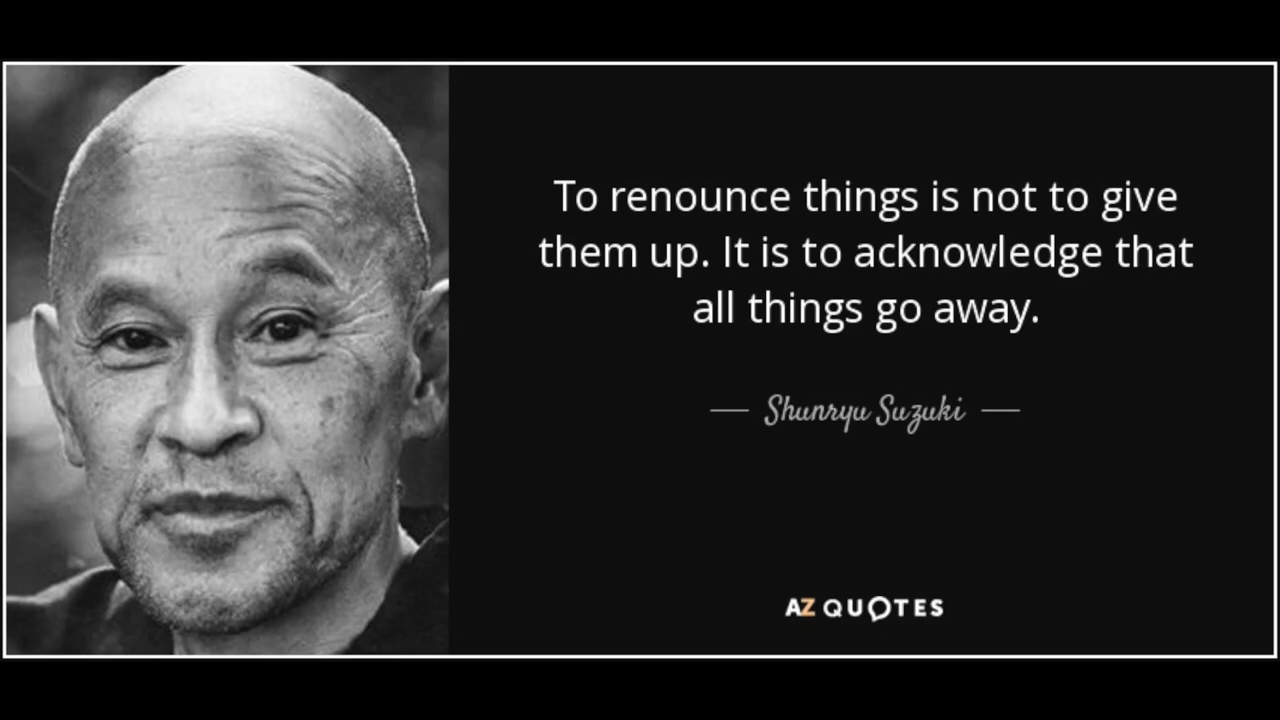 To renounce things is not to give
them up. It is to acknowledge that
all things go away.
Shunryu Suzuki
AZ QUOTES